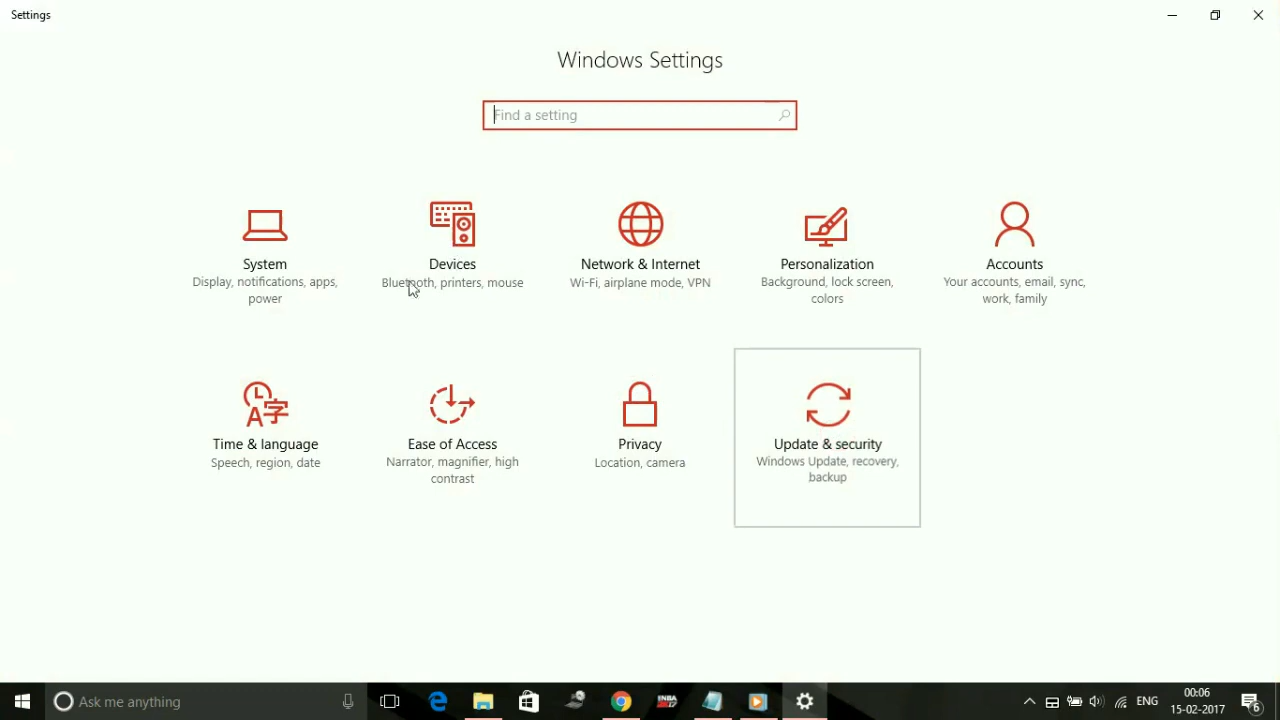 Settings
Windows Settings
Find a setting
System
Display, notifications, apps,
power
Devices
Bluetooth, printers, mouse
Network & Internet
Wi-Fi, airplane mode, VPN
Personalization
Background, lock screen,
colors
Accounts
Your accounts, email, sync,
work, family
A字
Time & language
Speech, region, date
Ease of Access
Narrator, magnifier, high
contrast
Privacy
Location, camera
Update & security
Windows Update, recovery,
backup
Ask me anything
ENG
00:06
15-02-2017
6